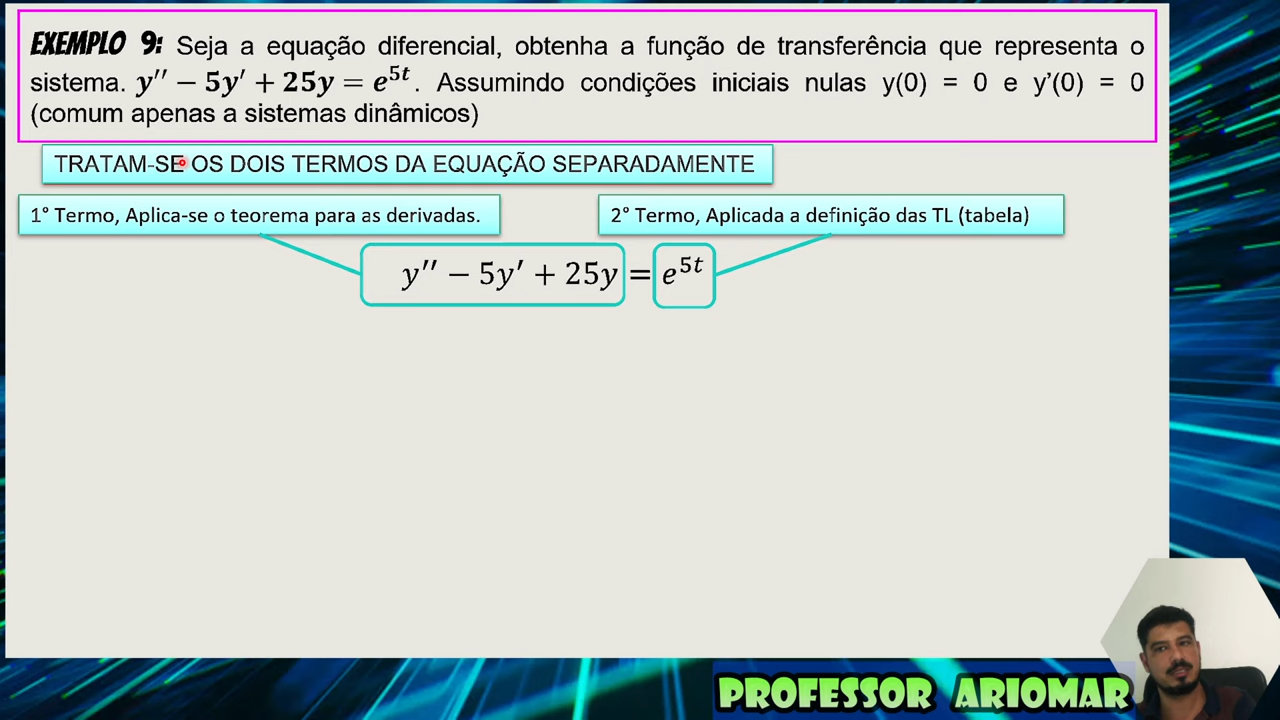 EXEMPLO 9: Seja a equação diferencial, obtenha a função de transferência que representa o
sistema. y′′ − 5y′ + 25y = e^{5t}. Assumindo condições iniciais nulas y(0) = 0 e y’(0) = 0
(comum apenas a sistemas dinâmicos)
TRATAM-SE OS DOIS TERMOS DA EQUAÇÃO SEPARADAMENTE
1° Termo, Aplica-se o teorema para as derivadas.
2° Termo, Aplicada a definição das TL (tabela)
y′′ − 5y′ + 25y = e^{5t}
PROFESSOR ARIOMAR